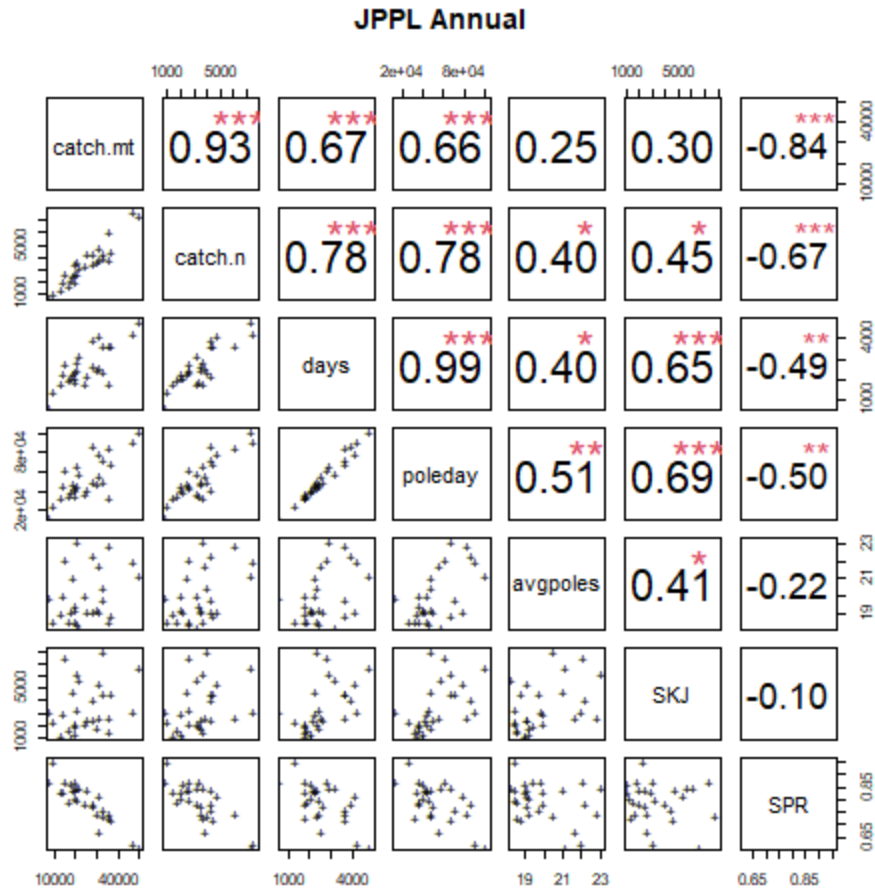 JPPL Annual
1000 5000 2e+04 8e+04 1000 5000
catch.mt 0.93 *** 0.67 *** 0.66 *** 0.25 0.30 -0.84 *** 10000 40000
1000 5000 catch.n 0.78 *** 0.78 *** 0.40 * 0.45 * -0.67 ***
days 0.99 *** 0.40 * 0.65 *** -0.49 ** 1000 4000
2e+04 8e+04 poleday 0.51 ** 0.69 *** -0.50 **
avgpoles 0.41 * -0.22 19 21 23
1000 5000 SKJ -0.10
SPR 0.65 0.85
10000 40000 1000 4000 19 21 23 0.65 0.85